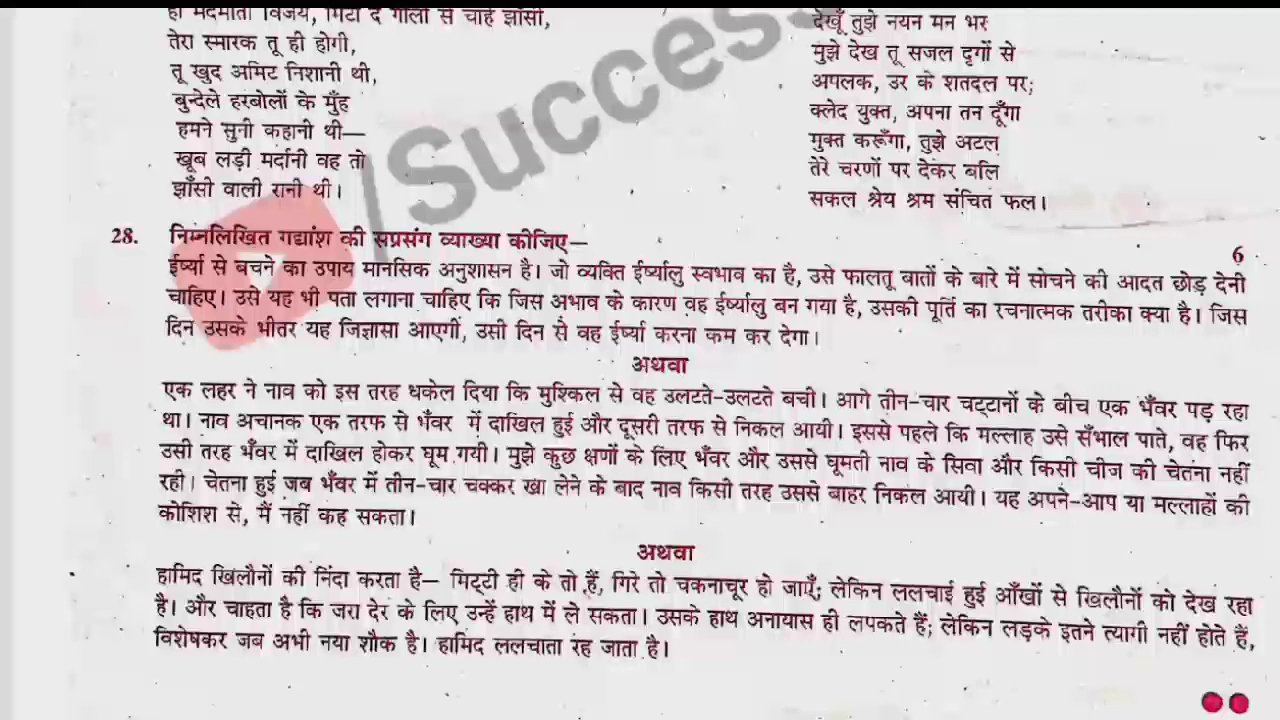 हो मदमाती विजय, मिटा दे गोलों से चाहे झाँसी,
तेरा स्मारक तू ही होगी,
तू खुद अमिट निशानी थी,
बुन्देले हरबोलों के मुँह
हमने सुनी कहानी थी—
खूब लड़ी मर्दानी वह तो
झाँसी वाली रानी थी।
देखूँ तुझे नयन मन भर
मुझे देख तू सजल दृगों से
अपलक, उर के शतदल पर;
क्लेद युक्त, अपना तन दूँगा
मुक्त करूँगा, तुझे अटल
तेरे चरणों पर देकर बलि
सकल श्रेय श्रम संचित फल।
/Success
28. निम्नलिखित गद्यांश की सप्रसंग व्याख्या कीजिए— 6
ईर्ष्या से बचने का उपाय मानसिक अनुशासन है। जो व्यक्ति ईर्ष्यालु स्वभाव का है, उसे फालतू बातों के बारे में सोचने की आदत छोड़ देनी
चाहिए। उसे यह भी पता लगाना चाहिए कि जिस अभाव के कारण वह ईर्ष्यालु बन गया है, उसकी पूर्ति का रचनात्मक तरीका क्या है। जिस
दिन उसके भीतर यह जिज्ञासा आएगी, उसी दिन से वह ईर्ष्या करना कम कर देगा।
अथवा
एक लहर ने नाव को इस तरह धकेल दिया कि मुश्किल से वह उलटते-उलटते बची। आगे तीन-चार चट्टानों के बीच एक भँवर पड़ रहा
था। नाव अचानक एक तरफ से भँवर में दाखिल हुई और दूसरी तरफ से निकल आयी। इससे पहले कि मल्लाह उसे सँभाल पाते, वह फिर
उसी तरह भँवर में दाखिल होकर घूम गयी। मुझे कुछ क्षणों के लिए भँवर और उससे घूमती नाव के सिवा और किसी चीज की चेतना नहीं
रही। चेतना हुई जब भँवर में तीन-चार चक्कर खा लेने के बाद नाव किसी तरह उससे बाहर निकल आयी। यह अपने-आप या मल्लाहों की
कोशिश से, मैं नहीं कह सकता।
अथवा
हामिद खिलौनों की निंदा करता है— मिट्टी ही के तो हैं, गिरे तो चकनाचूर हो जाएँ; लेकिन ललचाई हुई आँखों से खिलौनों को देख रहा
है। और चाहता है कि जरा देर के लिए उन्हें हाथ में ले सकता। उसके हाथ अनायास ही लपकते हैं; लेकिन लड़के इतने त्यागी नहीं होते हैं,
विशेषकर जब अभी नया शौक है। हामिद ललचाता रह जाता है।